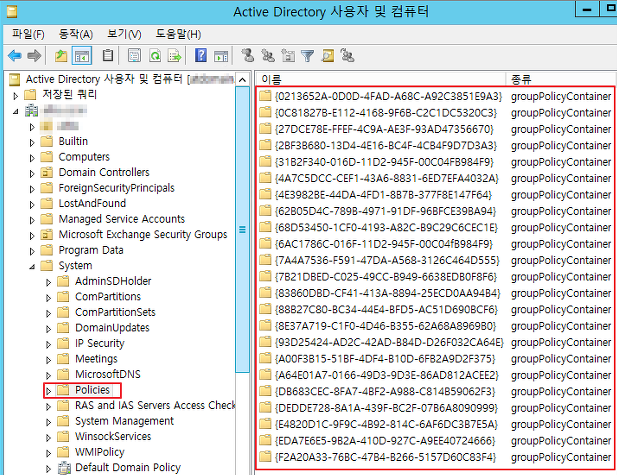 Active Directory 사용자 및 컴퓨터
파일(F) 동작(A) 보기(V) 도움말(H)
Active Directory 사용자 및 컴퓨터 [
저장된 쿼리
Builtin
Computers
Domain Controllers
ForeignSecurityPrincipals
LostAndFound
Managed Service Accounts
Microsoft Exchange Security Groups
Program Data
System
AdminSDHolder
ComPartitions
ComPartitionSets
DomainUpdates
IP Security
Meetings
MicrosoftDNS
Policies
RAS and IAS Servers Access Check
System Management
WinsockServices
WMIPolicy
Default Domain Policy
이름 종류
{0213652A-0D0D-4FAD-A68C-A92C3851E9A3} groupPolicyContainer
{0C81827B-E112-4168-9F6B-C2C1DC5320C3} groupPolicyContainer
{27DCE78E-FFEF-4C9A-AE3F-93AD47356670} groupPolicyContainer
{2BF3B680-13D4-4E16-BC4F-4CB4F9D7D3A3} groupPolicyContainer
{31B2F340-016D-11D2-945F-00C04FB984F9} groupPolicyContainer
{4A7C5DCC-CEF1-43A6-8831-6ED7EFA4032A} groupPolicyContainer
{4E3982BE-44DA-4FD1-8B7B-377F8E147F64} groupPolicyContainer
{62B05D4C-789B-4971-91DF-96BFCE39BA94} groupPolicyContainer
{68D53450-1CF0-4193-A82C-B9C29C6CEC1E} groupPolicyContainer
{6AC1786C-016F-11D2-945F-00C04fB984F9} groupPolicyContainer
{7A4A7536-F591-47DA-A568-3126C464D555} groupPolicyContainer
{7B21DBED-C025-49CC-B949-6638EDB0F8F6} groupPolicyContainer
{83860DBD-CF41-413A-8894-25ECD0AA94B4} groupPolicyContainer
{88B27C80-BC34-44E4-BFD5-AC51D690BCF6} groupPolicyContainer
{8E37A719-C1F0-4D46-B355-62A68A8969B0} groupPolicyContainer
{93D25424-AD2C-42AD-B84D-D26F032CA64E} groupPolicyContainer
{A00F3B15-51BF-4DF4-B10D-6FB2A9D2F375} groupPolicyContainer
{A64E01A7-0166-49D3-9D3E-86AD812ACEE2} groupPolicyContainer
{DB683CEC-8FA7-4BF2-A988-C814B59062F3} groupPolicyContainer
{DEDDE728-8A1A-439F-BC2F-07B6A8090999} groupPolicyContainer
{E4820D1C-9F9C-4B92-814C-6AF6DC3B7E5A} groupPolicyContainer
{EDA7E6E5-9B2A-410D-927C-A9EE40724666} groupPolicyContainer
{F2A20A33-76BC-47B4-B266-5157D60C83F4} groupPolicyContainer